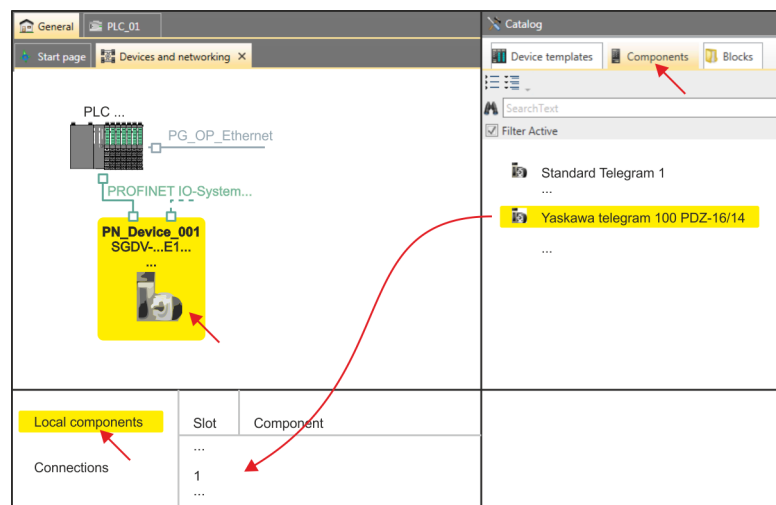 General PLC_01
Start page Devices and networking
PLC ...
PG_OP_Ethernet
PROFINET IO-System...
PN_Device_001
SGDV-...E1...
...
Local components
Connections
Slot Component
...
1
...
Catalog
Device templates Components Blocks
SearchText
Filter Active
Standard Telegram 1
...
Yaskawa telegram 100 PDZ-16/14
...